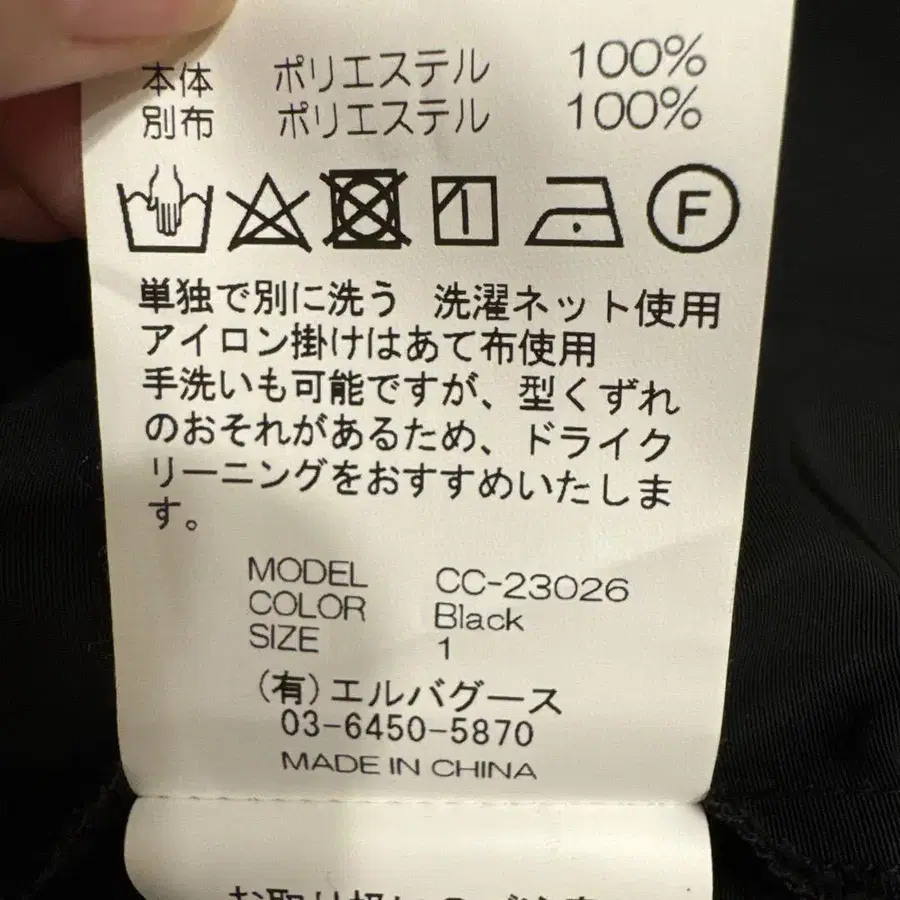 本体 ポリエステル 100%
別布 ポリエステル 100%
F
単独で別に洗う 洗濯ネット使用
アイロン掛けはあて布使用
手洗いも可能ですが、型くずれ
のおそれがあるため、ドライク
リーニングをおすすめいたしま
す。
MODEL CC-23026
COLOR Black
SIZE 1
(有)エルバグース
03-6450-5870
MADE IN CHINA